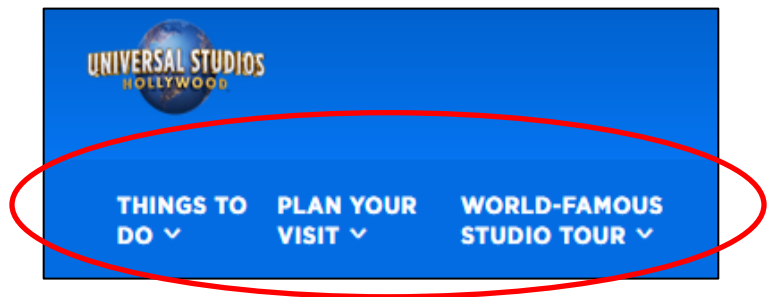 UNIVERSAL STUDIOS
HOLLYWOOD
THINGS TO DO
PLAN YOUR VISIT
WORLD-FAMOUS STUDIO TOUR